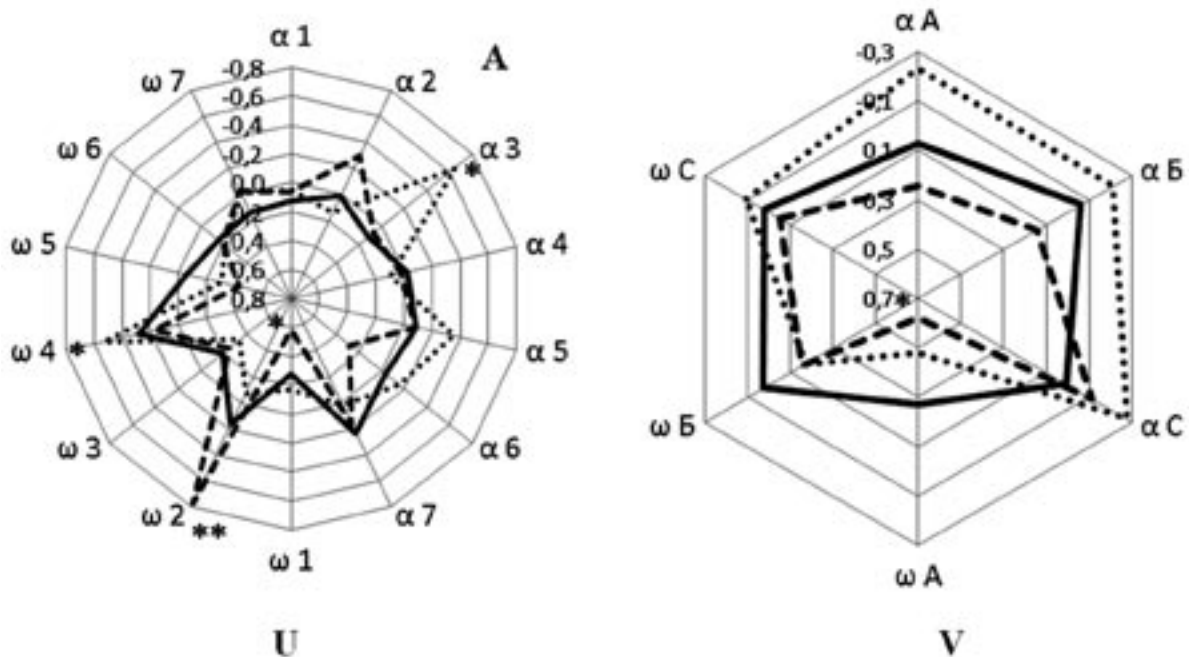 α 1
A
-0,8
-0,6
-0,4
-0,2
0,0
0,2
0,4
0,6
0,8
α 2
α 3
*
α 4
α 5
α 6
α 7
ω 1
ω 2
**
ω 3
ω 4
*
ω 5
ω 6
ω 7
*
U
α А
-0,3
-0,1
0,1
0,3
0,5
0,7*
α Б
α С
ω А
ω Б
ω С
V